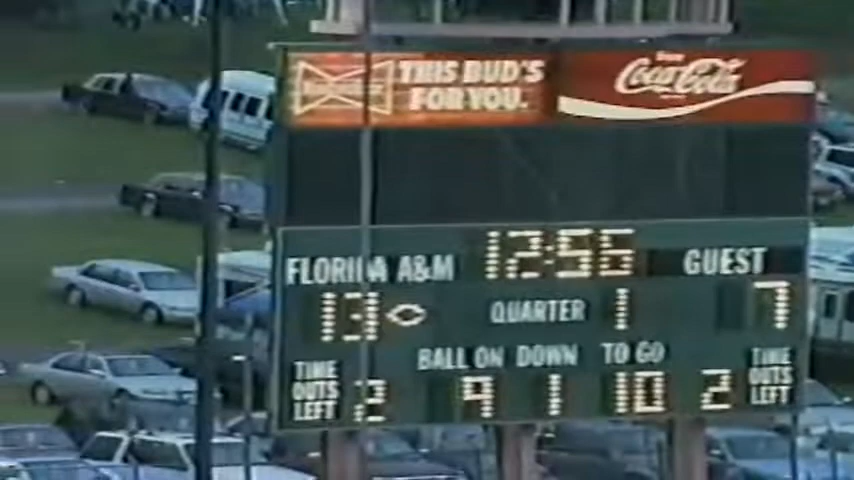 Budweiser THIS BUD'S FOR YOU.
Coca-Cola
12:56
FLORIDA A&M GUEST
13 QUARTER 1 7
BALL ON DOWN TO GO
TIME OUTS LEFT 2 9 1 10 2 TIME OUTS LEFT